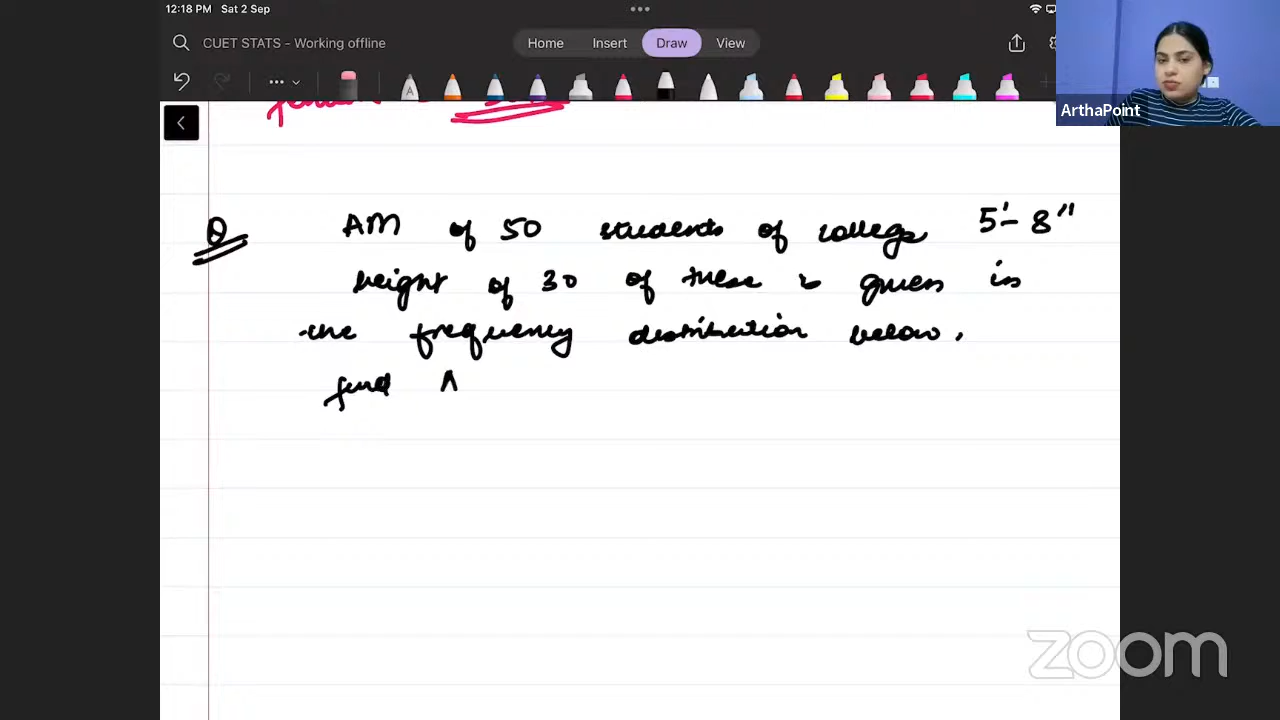 12:18 PM Sat 2 Sep
CUET STATS - Working offline
Home Insert Draw View
A
ArthaPoint
Q AM of 50 students of college 5'- 8"
height of 30 of these is given in
the frequency distribution below.
find A
zoom